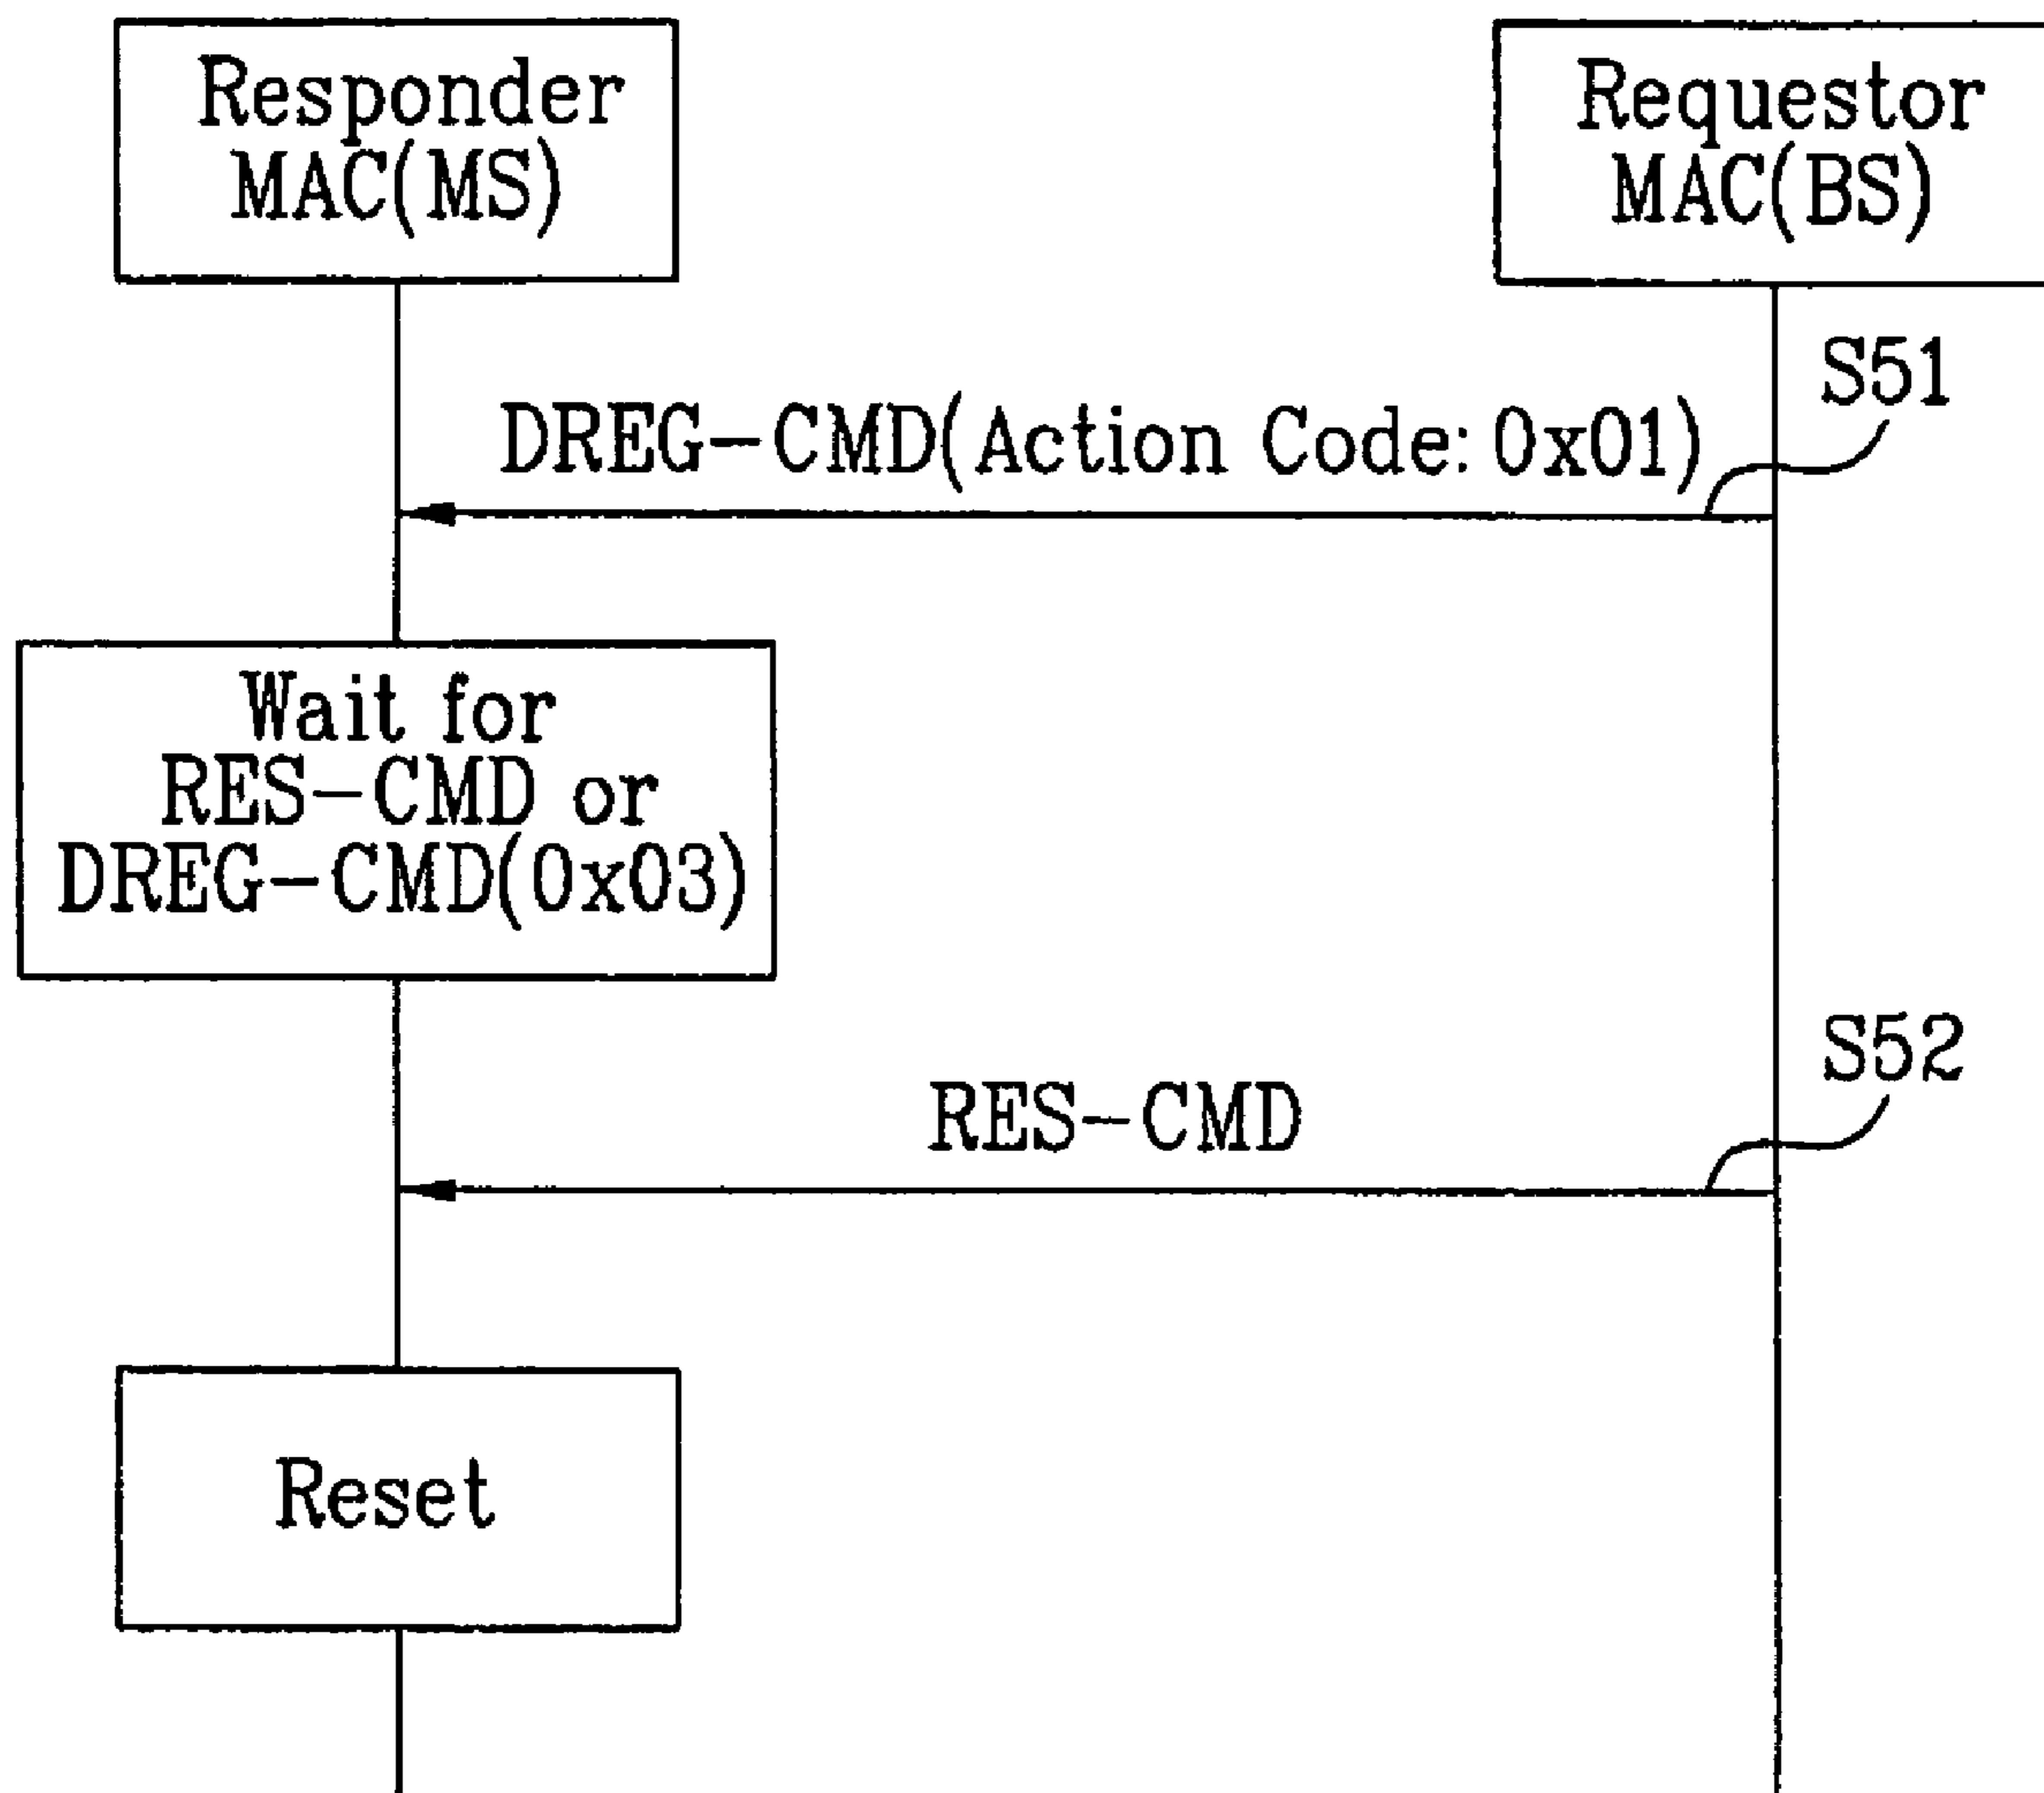 Responder
MAC(MS)
Requestor
MAC(BS)
S51
DREG-CMD(Action Code: 0x01)
Wait for
RES-CMD or
DREG-CMD(0x03)
S52
RES-CMD
Reset